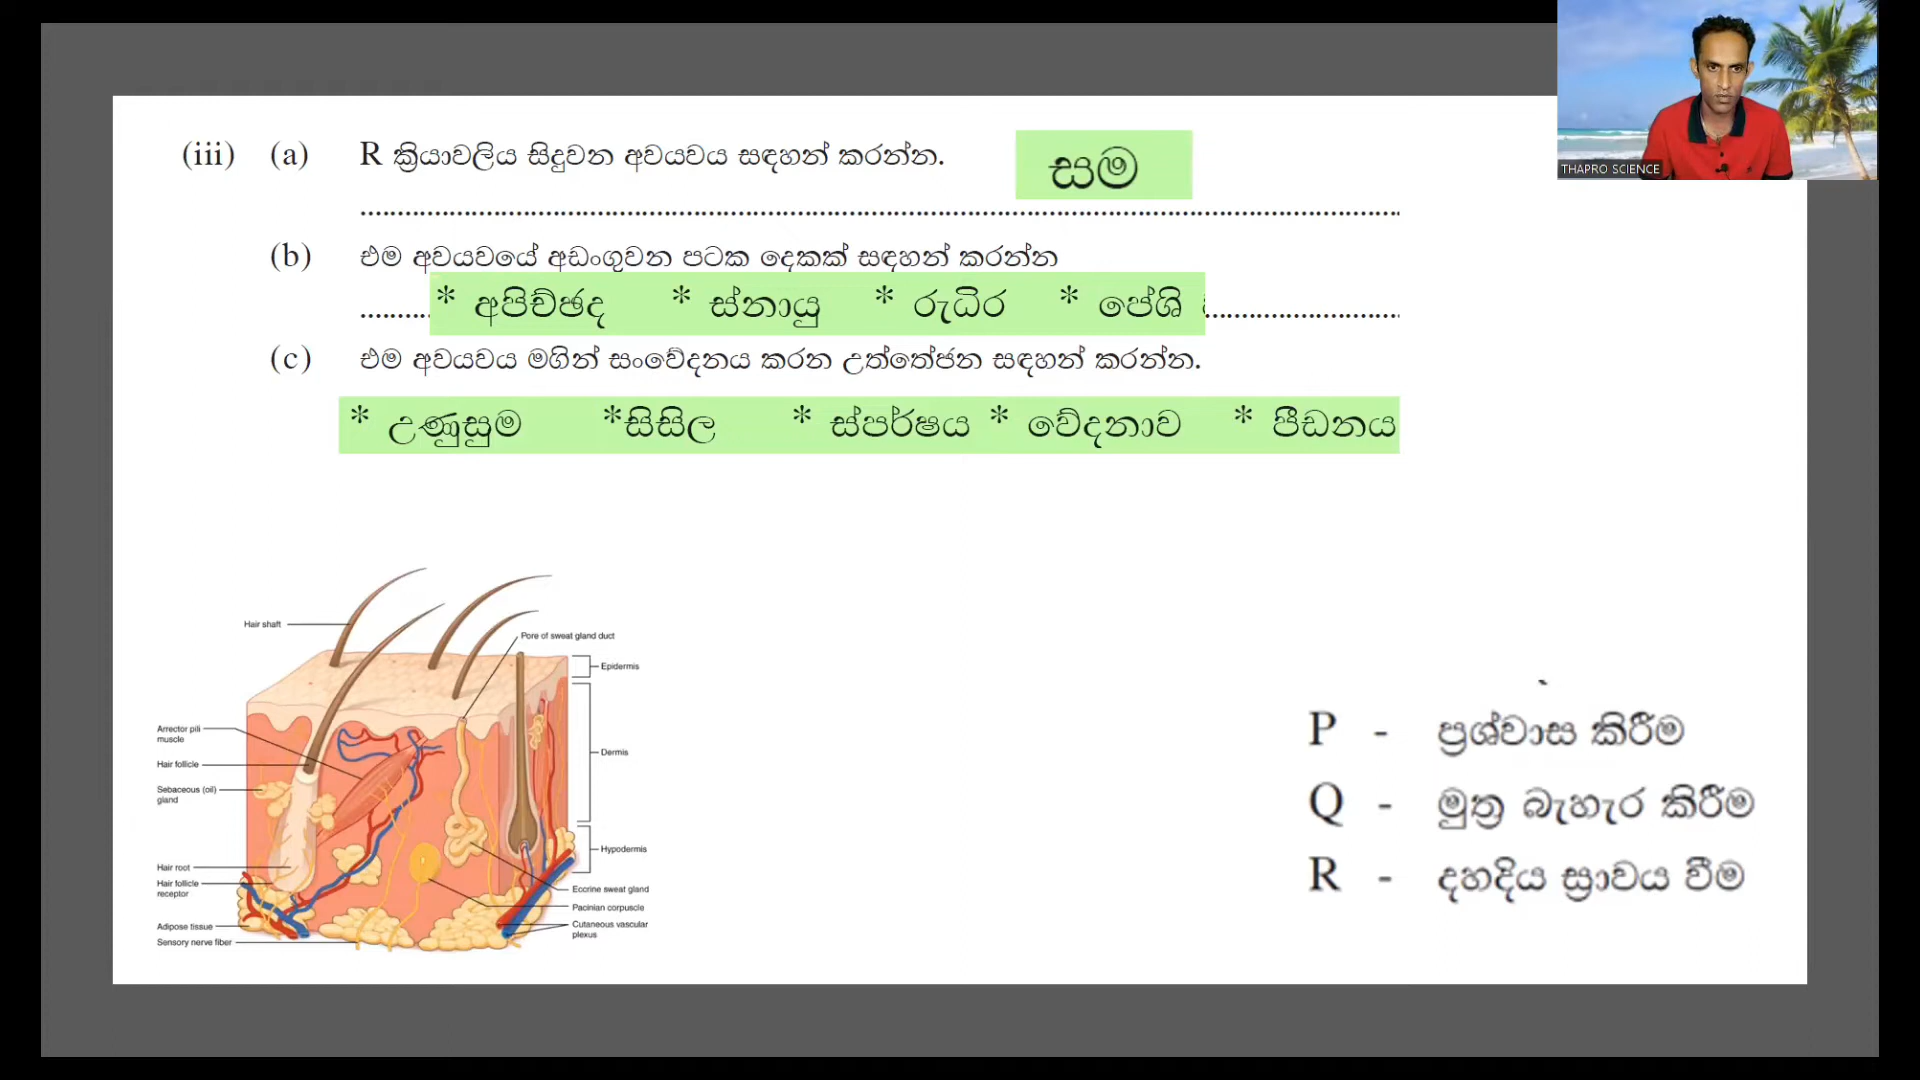 THAPRO SCIENCE
(iii) (a) R ක්‍රියාවලිය සිදුවන අවයවය සඳහන් කරන්න. සම
(b) එම අවයවයේ අඩංගුවන පටක දෙකක් සඳහන් කරන්න
* අපිච්ඡද * ස්නායු * රුධිර * පේශි
(c) එම අවයවය මගින් සංවේදනය කරන උත්තේජන සඳහන් කරන්න.
* උණුසුම *සිසිල * ස්පර්ෂය * වේදනාව * පීඩනය
Hair shaft
Pore of sweat gland duct
Epidermis
Arrector pili
muscle
Dermis
Hair follicle
Sebaceous (oil)
gland
Hypodermis
Hair root
Hair follicle
receptor
Eccrine sweat gland
Pacinian corpuscle
Adipose tissue
Cutaneous vascular
plexus
Sensory nerve fiber
P - ප්‍රශ්වාස කිරීම
Q - මුත්‍ර බැහැර කිරීම
R - දහදිය ස්‍රාවය වීම